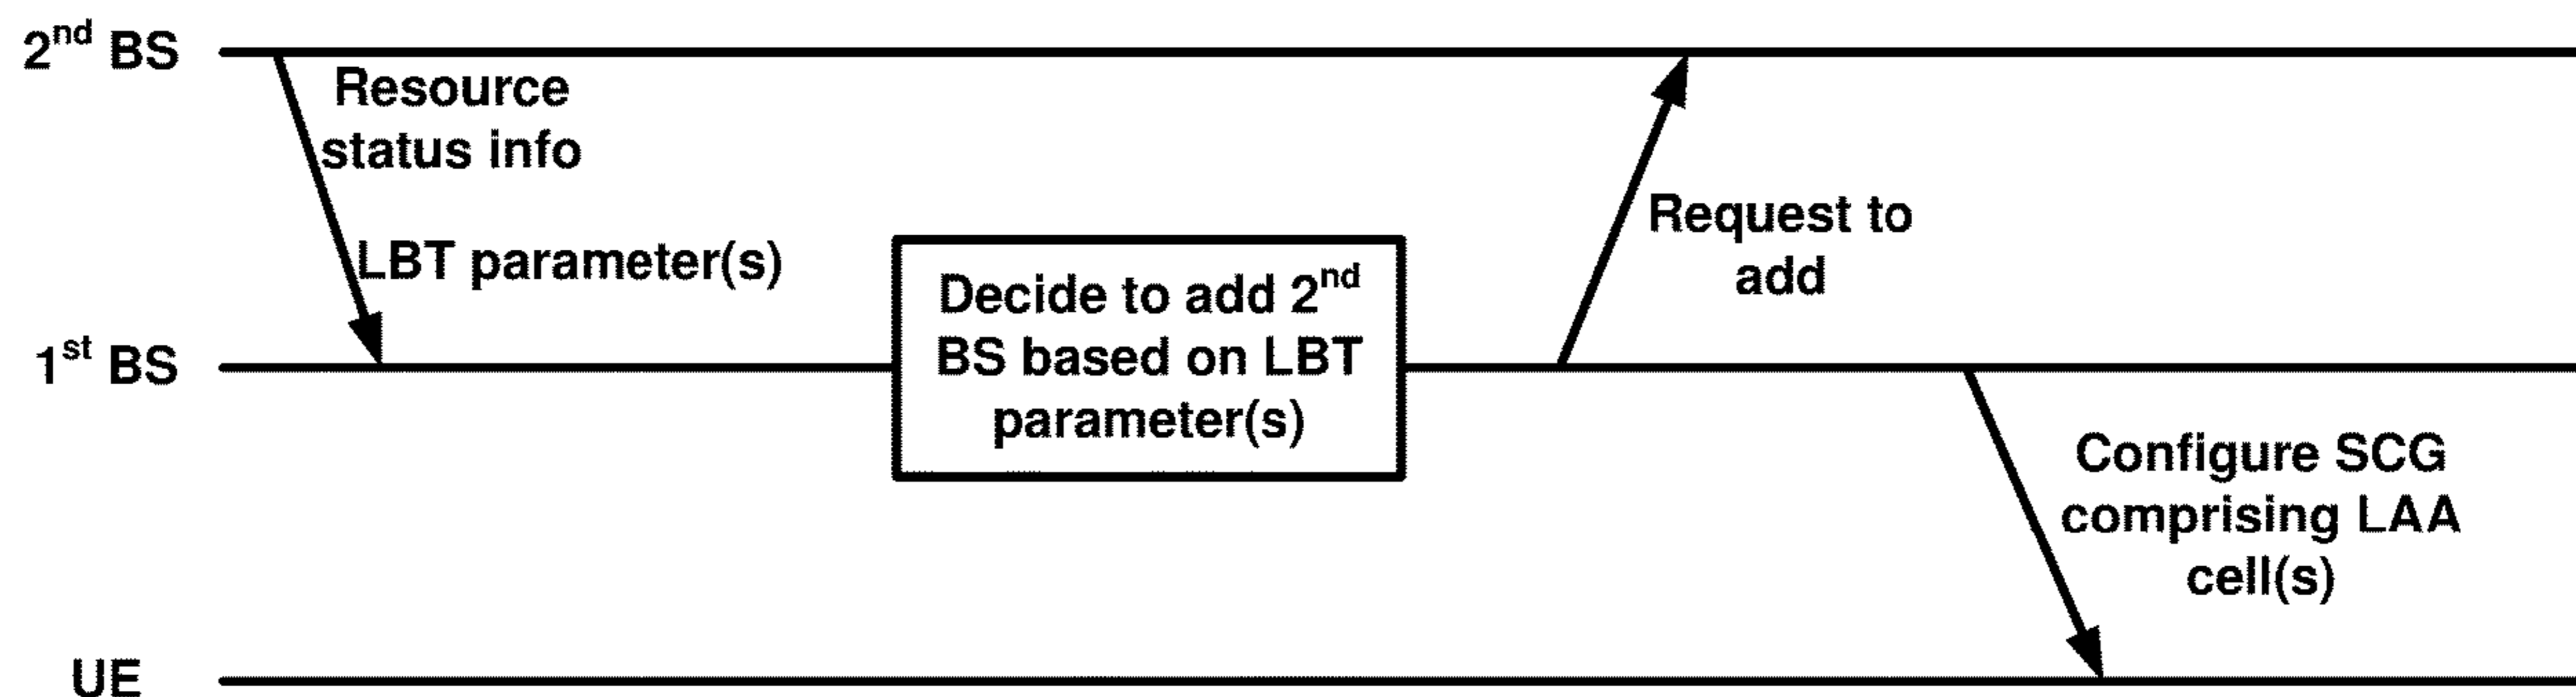 2nd BS
Resource
status info
LBT parameter(s)
1st BS
Decide to add 2nd
BS based on LBT
parameter(s)
Request to
add
Configure SCG
comprising LAA
cell(s)
UE